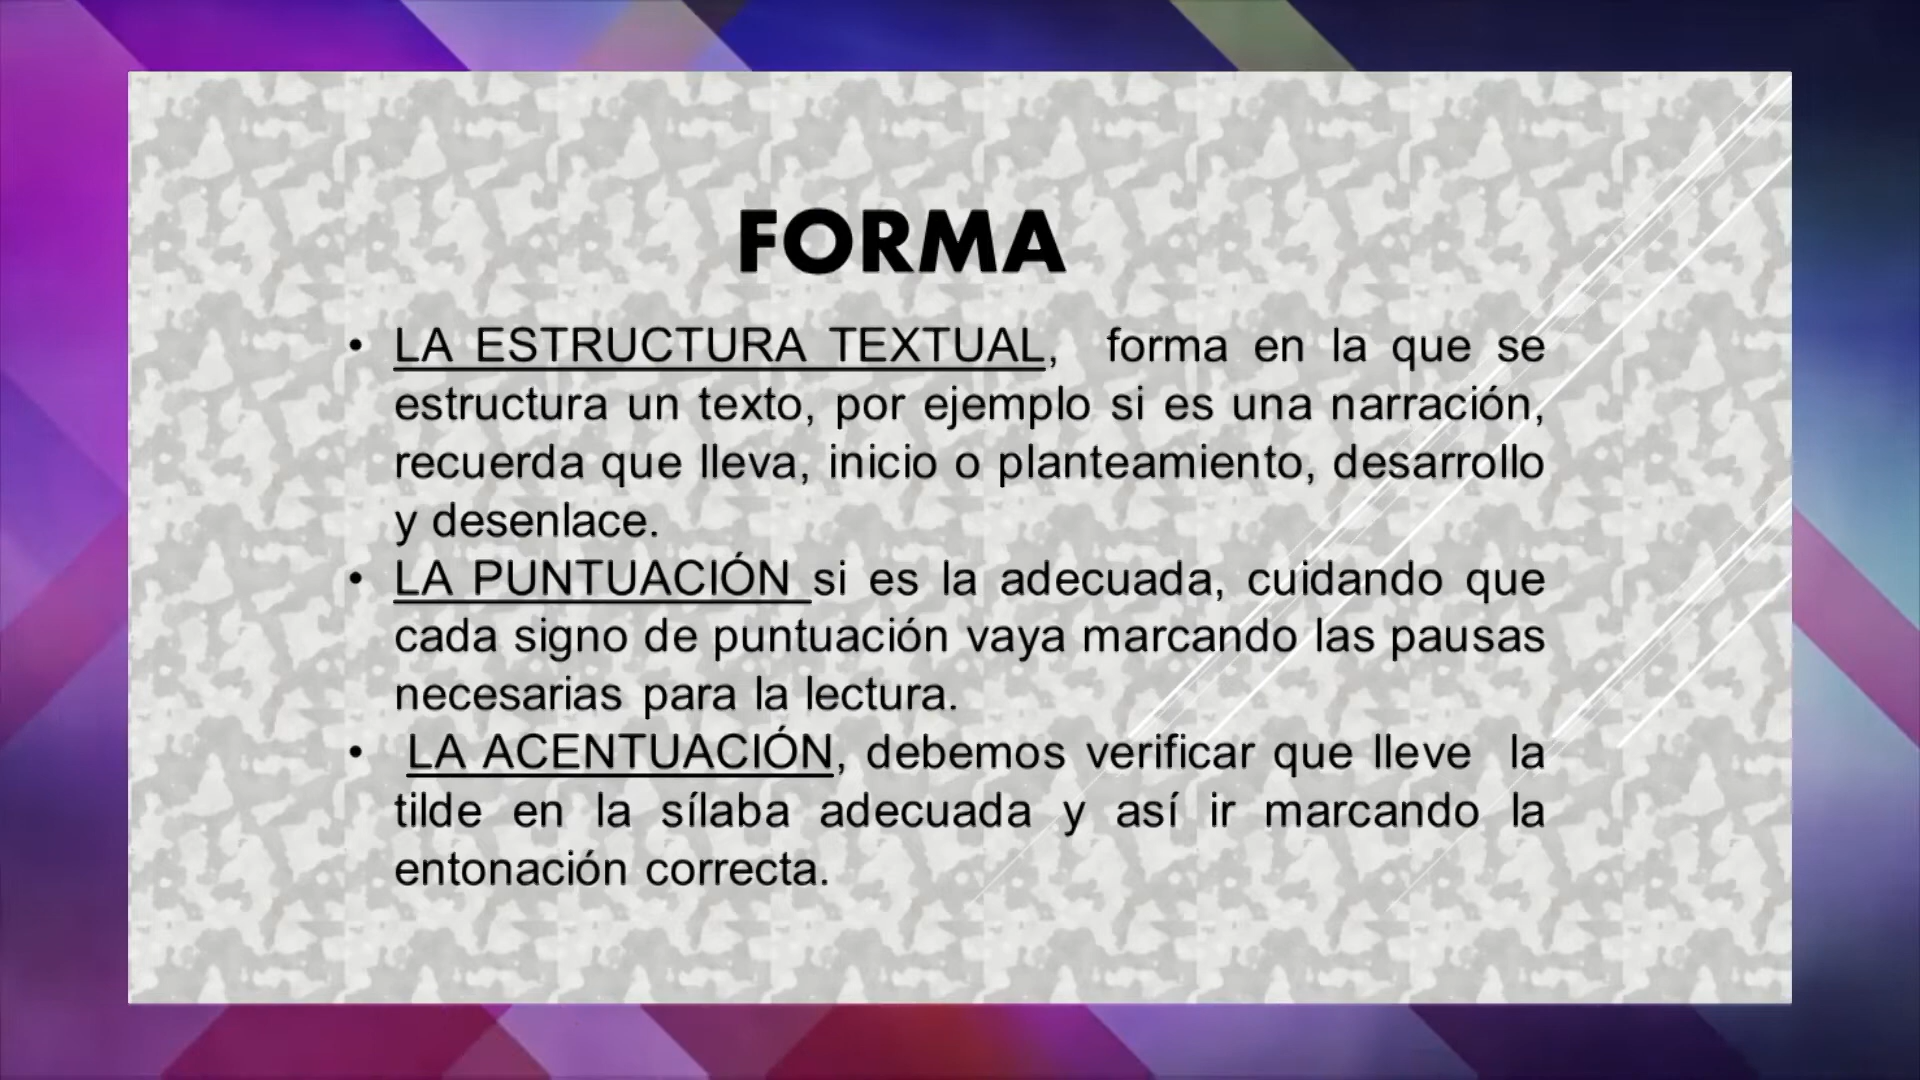 FORMA
• LA ESTRUCTURA TEXTUAL, forma en la que se
estructura un texto, por ejemplo si es una narración,
recuerda que lleva, inicio o planteamiento, desarrollo
y desenlace.
• LA PUNTUACIÓN si es la adecuada, cuidando que
cada signo de puntuación vaya marcando las pausas
necesarias para la lectura.
• LA ACENTUACIÓN, debemos verificar que lleve la
tilde en la sílaba adecuada y así ir marcando la
entonación correcta.